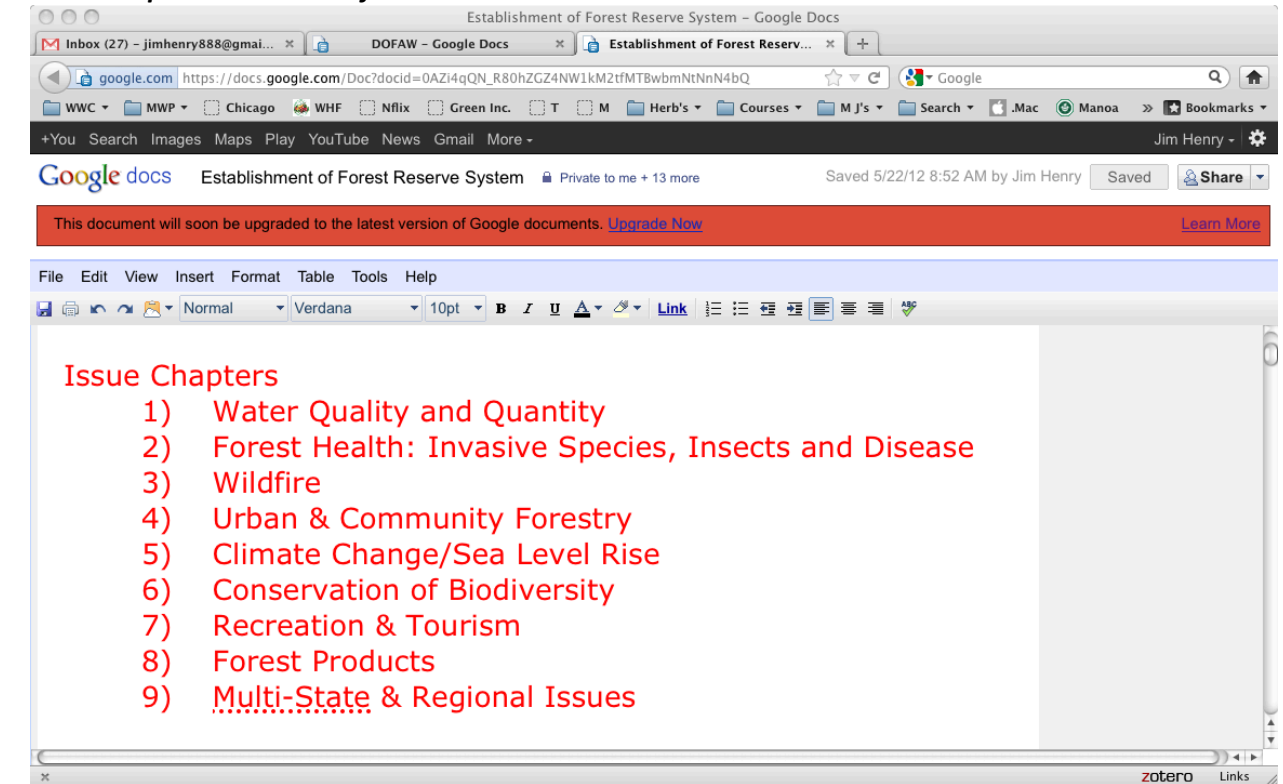 Establishment of Forest Reserve System – Google Docs
Inbox (27) – jimhenry888@gmai... DOFAW – Google Docs Establishment of Forest Reserv...
google.com https://docs.google.com/Doc?docid=0AZi4qQN_R80hZGZ4NW1kM2tfMTBwbmNtNnN4bQ Google
WWC MWP Chicago WHF Nflix Green Inc. T M Herb's Courses M J's Search .Mac Manoa » Bookmarks
+You Search Images Maps Play YouTube News Gmail More Jim Henry
Google docs Establishment of Forest Reserve System Private to me + 13 more Saved 5/22/12 8:52 AM by Jim Henry Saved Share
This document will soon be upgraded to the latest version of Google documents. Upgrade Now Learn More
File Edit View Insert Format Table Tools Help
Normal Verdana 10pt B I U A Link ABC
Issue Chapters
1) Water Quality and Quantity
2) Forest Health: Invasive Species, Insects and Disease
3) Wildfire
4) Urban & Community Forestry
5) Climate Change/Sea Level Rise
6) Conservation of Biodiversity
7) Recreation & Tourism
8) Forest Products
9) Multi-State & Regional Issues
zotero Links